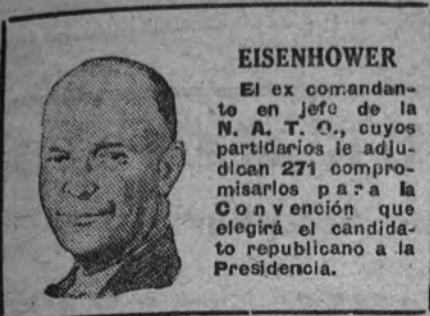 EISENHOWER
El ex comandan-
te en jefe de la
N. A. T. O., cuyos
partidarios le adju-
dican 271 compro-
misarios para la
Convención que
elegirá el candida-
to republicano a la
Presidencia.